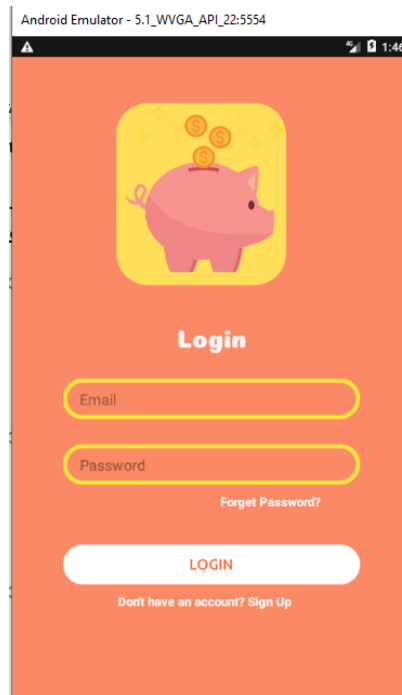 Android Emulator - 5.1_WVGA_API_22:5554
4G 1:46
Login
Email
Password
Forget Password?
LOGIN
Don't have an account? Sign Up